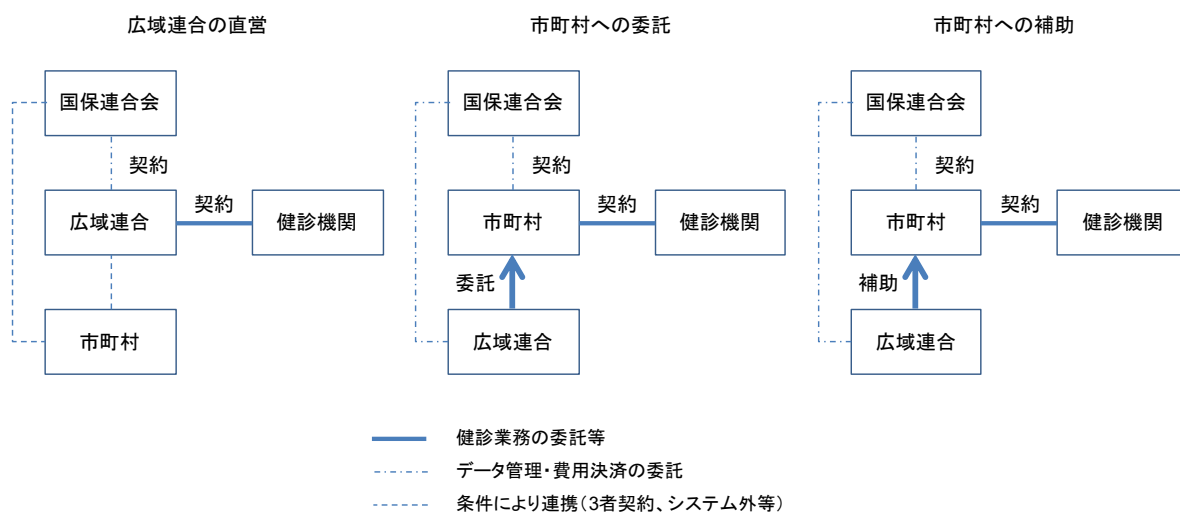 広域連合の直営
国保連合会
契約
広域連合
契約
健診機関
市町村
市町村への委託
国保連合会
契約
市町村
契約
健診機関
委託
広域連合
市町村への補助
国保連合会
契約
市町村
契約
健診機関
補助
広域連合
健診業務の委託等
データ管理・費用決済の委託
条件により連携(3者契約、システム外等)